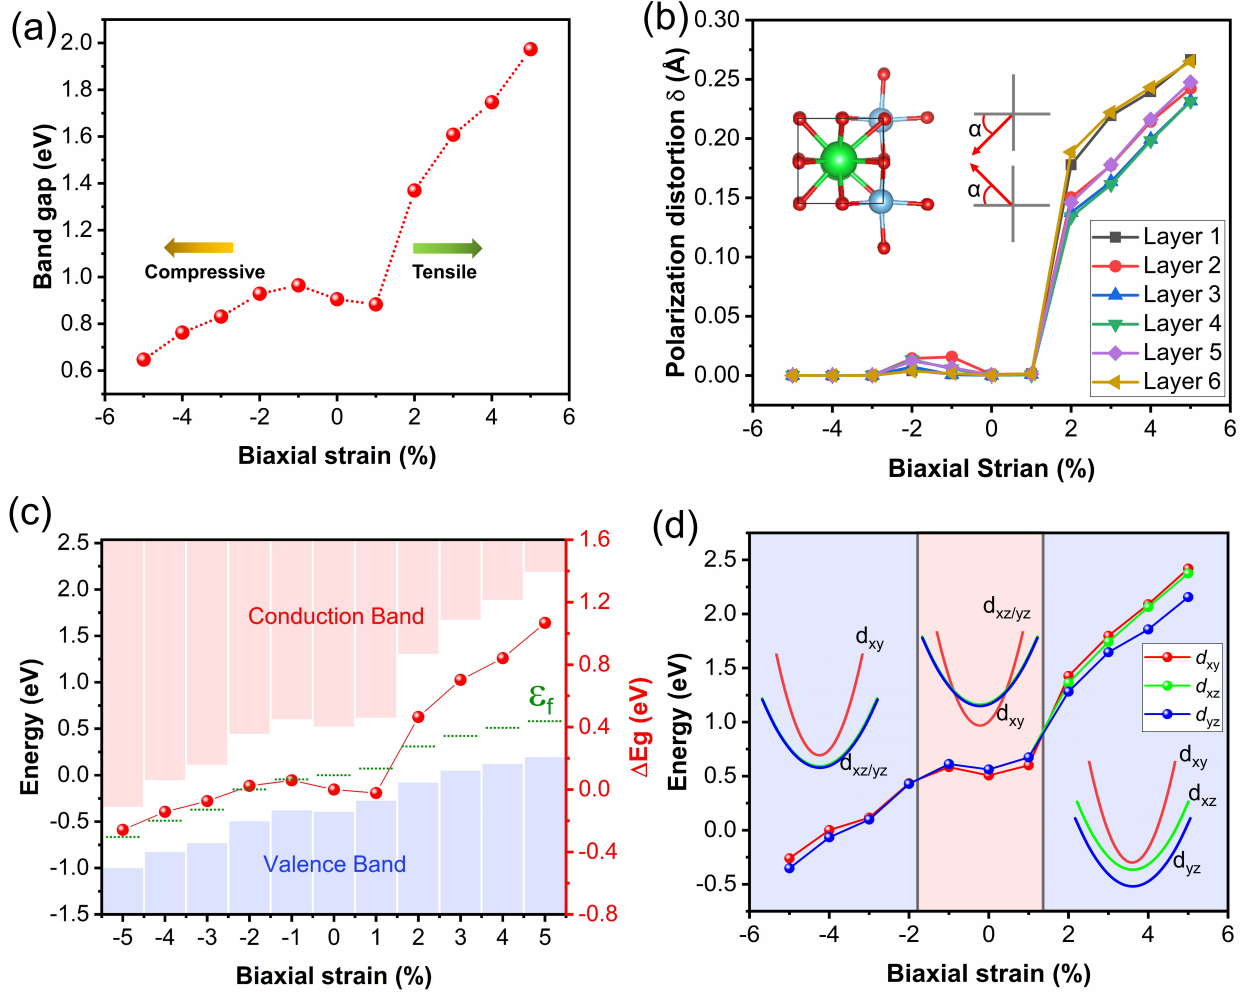 (a)
2.0
1.8
1.6
1.4
1.2
1.0
0.8
0.6
Band gap (eV)
Compressive
Tensile
-6 -4 -2 0 2 4 6
Biaxial strain (%)
(b)
0.30
0.25
0.20
0.15
0.10
0.05
0.00
Polarization distortion δ (Å)
α
α
Layer 1
Layer 2
Layer 3
Layer 4
Layer 5
Layer 6
-6 -4 -2 0 2 4 6
Biaxial Strian (%)
(c)
2.5
2.0
1.5
1.0
0.5
0.0
-0.5
-1.0
-1.5
Energy (eV)
Conduction Band
εf
Valence Band
1.6
1.2
0.8
0.4
0.0
-0.4
-0.8
ΔEg (eV)
-5 -4 -3 -2 -1 0 1 2 3 4 5
Biaxial strain (%)
(d)
2.5
2.0
1.5
1.0
0.5
0.0
-0.5
Energy (eV)
dxy
dxz/yz
dxz/yz
dxy
dxy
dxz
dyz
dxy
dxz
dyz
-6 -4 -2 0 2 4 6
Biaxial strain (%)